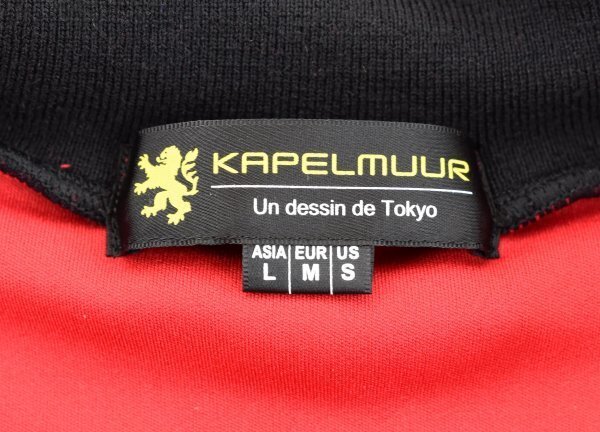 KAPELMUUR
Un dessin de Tokyo
ASIA EUR US
L M S